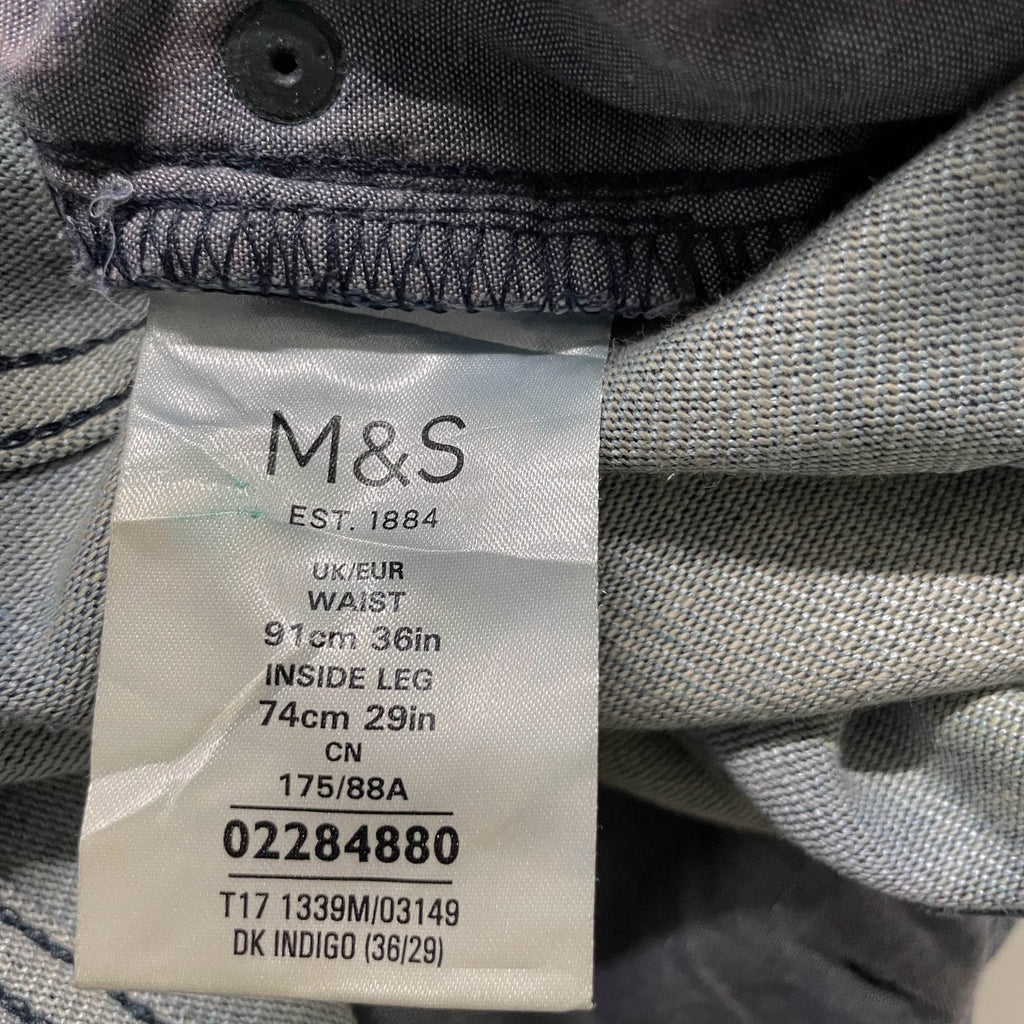 M&S
EST. 1884
UK/EUR
WAIST
91cm 36in
INSIDE LEG
74cm 29in
CN
175/88A
02284880
T17 1339M/03149
DK INDIGO (36/29)